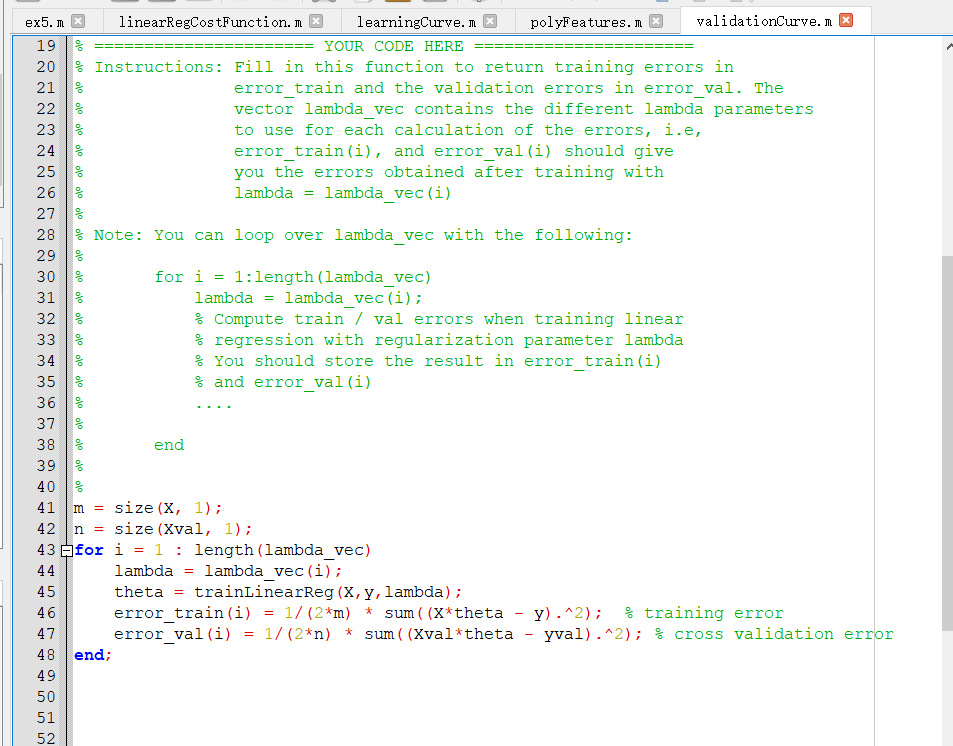 ex5.m linearRegCostFunction.m learningCurve.m polyFeatures.m validationCurve.m
19 % ====================== YOUR CODE HERE ======================
20 % Instructions: Fill in this function to return training errors in
21 %               error_train and the validation errors in error_val. The
22 %               vector lambda_vec contains the different lambda parameters
23 %               to use for each calculation of the errors, i.e,
24 %               error_train(i), and error_val(i) should give
25 %               you the errors obtained after training with
26 %               lambda = lambda_vec(i)
27 %
28 % Note: You can loop over lambda_vec with the following:
29 %
30 %       for i = 1:length(lambda_vec)
31 %           lambda = lambda_vec(i);
32 %           % Compute train / val errors when training linear
33 %           % regression with regularization parameter lambda
34 %           % You should store the result in error_train(i)
35 %           % and error_val(i)
36 %           ....
37 %
38 %       end
39 %
40 %
41 m = size(X, 1);
42 n = size(Xval, 1);
43 for i = 1 : length(lambda_vec)
44     lambda = lambda_vec(i);
45     theta = trainLinearReg(X,y,lambda);
46     error_train(i) = 1/(2*m) * sum((X*theta - y).^2);  % training error
47     error_val(i) = 1/(2*n) * sum((Xval*theta - yval).^2); % cross validation error
48 end;
49
50
51
52